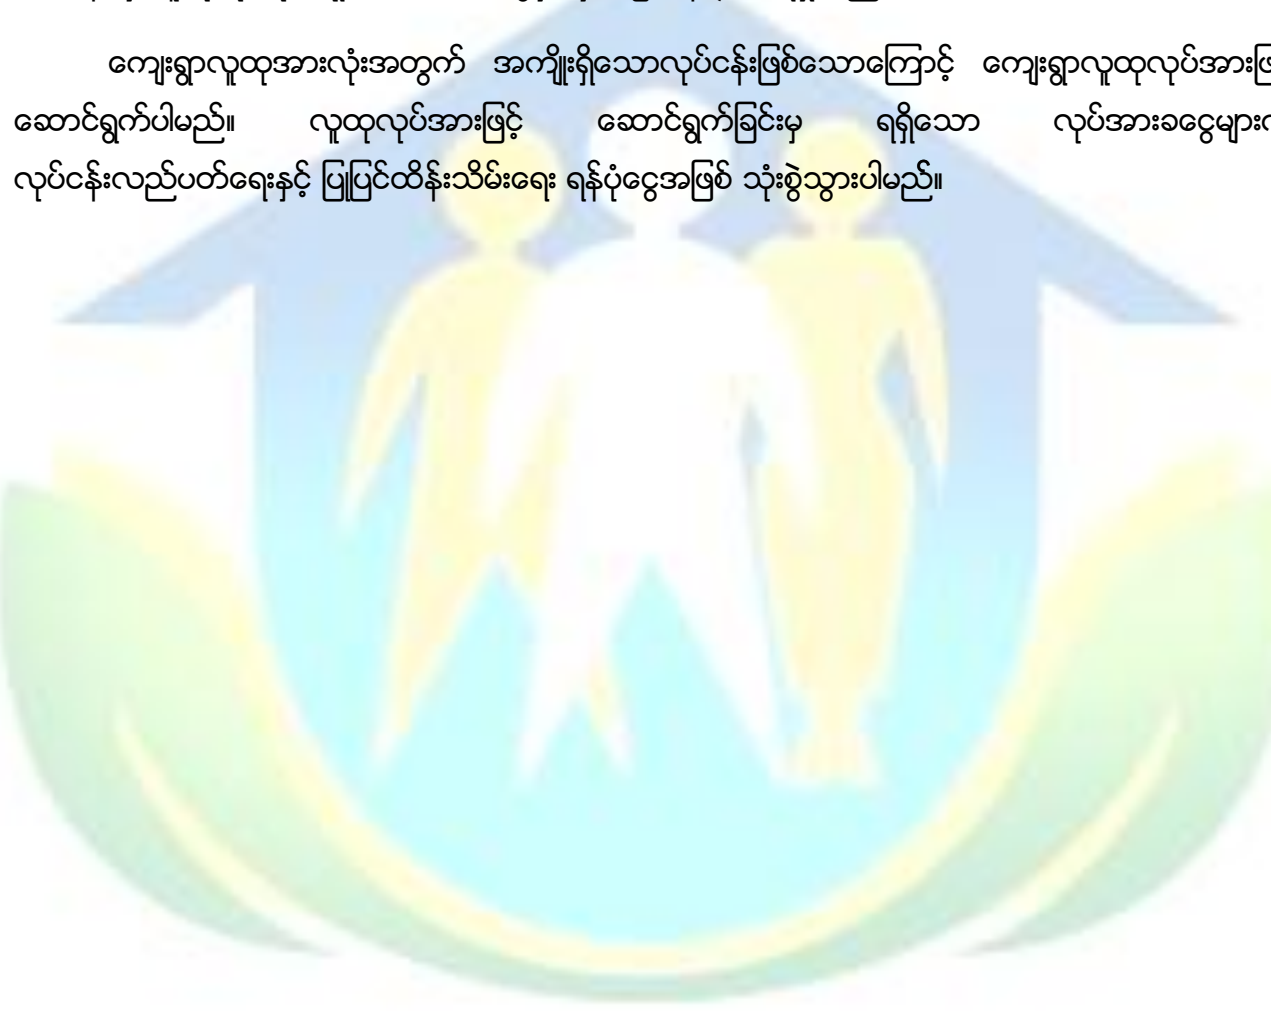 ကျေးရွာလူထုအားလုံးအတွက် အကျိုးရှိသောလုပ်ငန်းဖြစ်သောကြောင့် ကျေးရွာလူထုလုပ်အားဖြ
ဆောင်ရွက်ပါမည်။ လူထုလုပ်အားဖြင့် ဆောင်ရွက်ခြင်းမှ ရရှိသော လုပ်အားခငွေများ
လုပ်ငန်းလည်ပတ်ရေးနှင့် ပြုပြင်ထိန်းသိမ်းရေး ရန်ပုံငွေအဖြစ် သုံးစွဲသွားပါမည်။